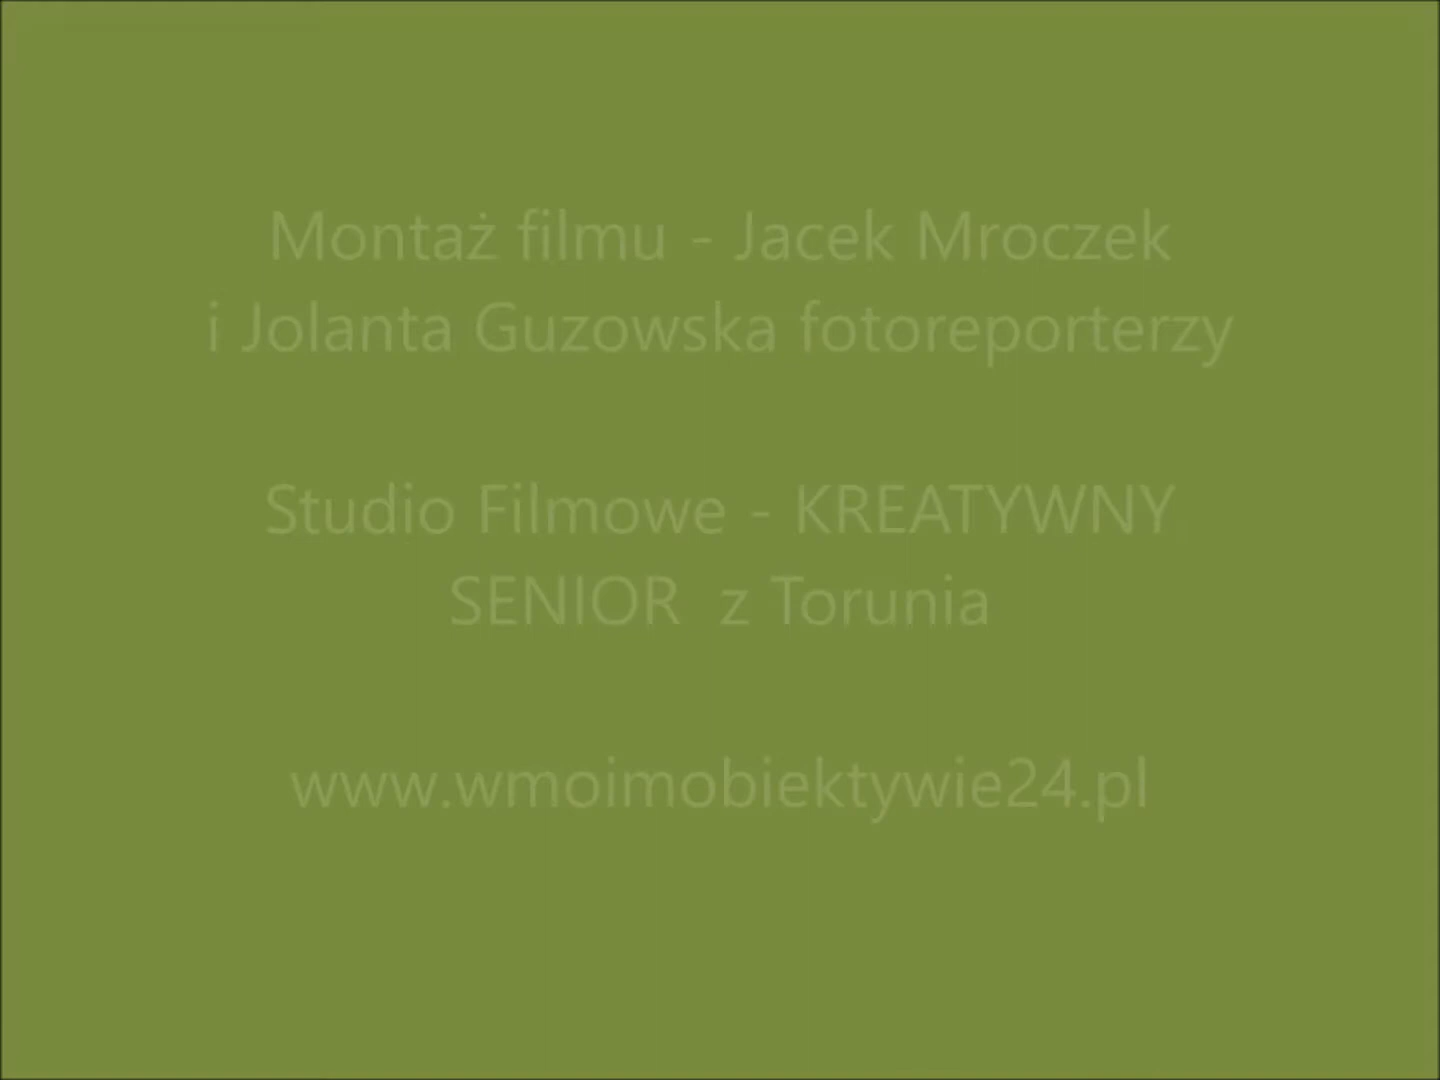 Montaż filmu - Jacek Mroczek
i Jolanta Guzowska fotoreporterzy
Studio Filmowe - KREATYWNY
SENIOR z Torunia
www.wmoimobiektywie24.pl